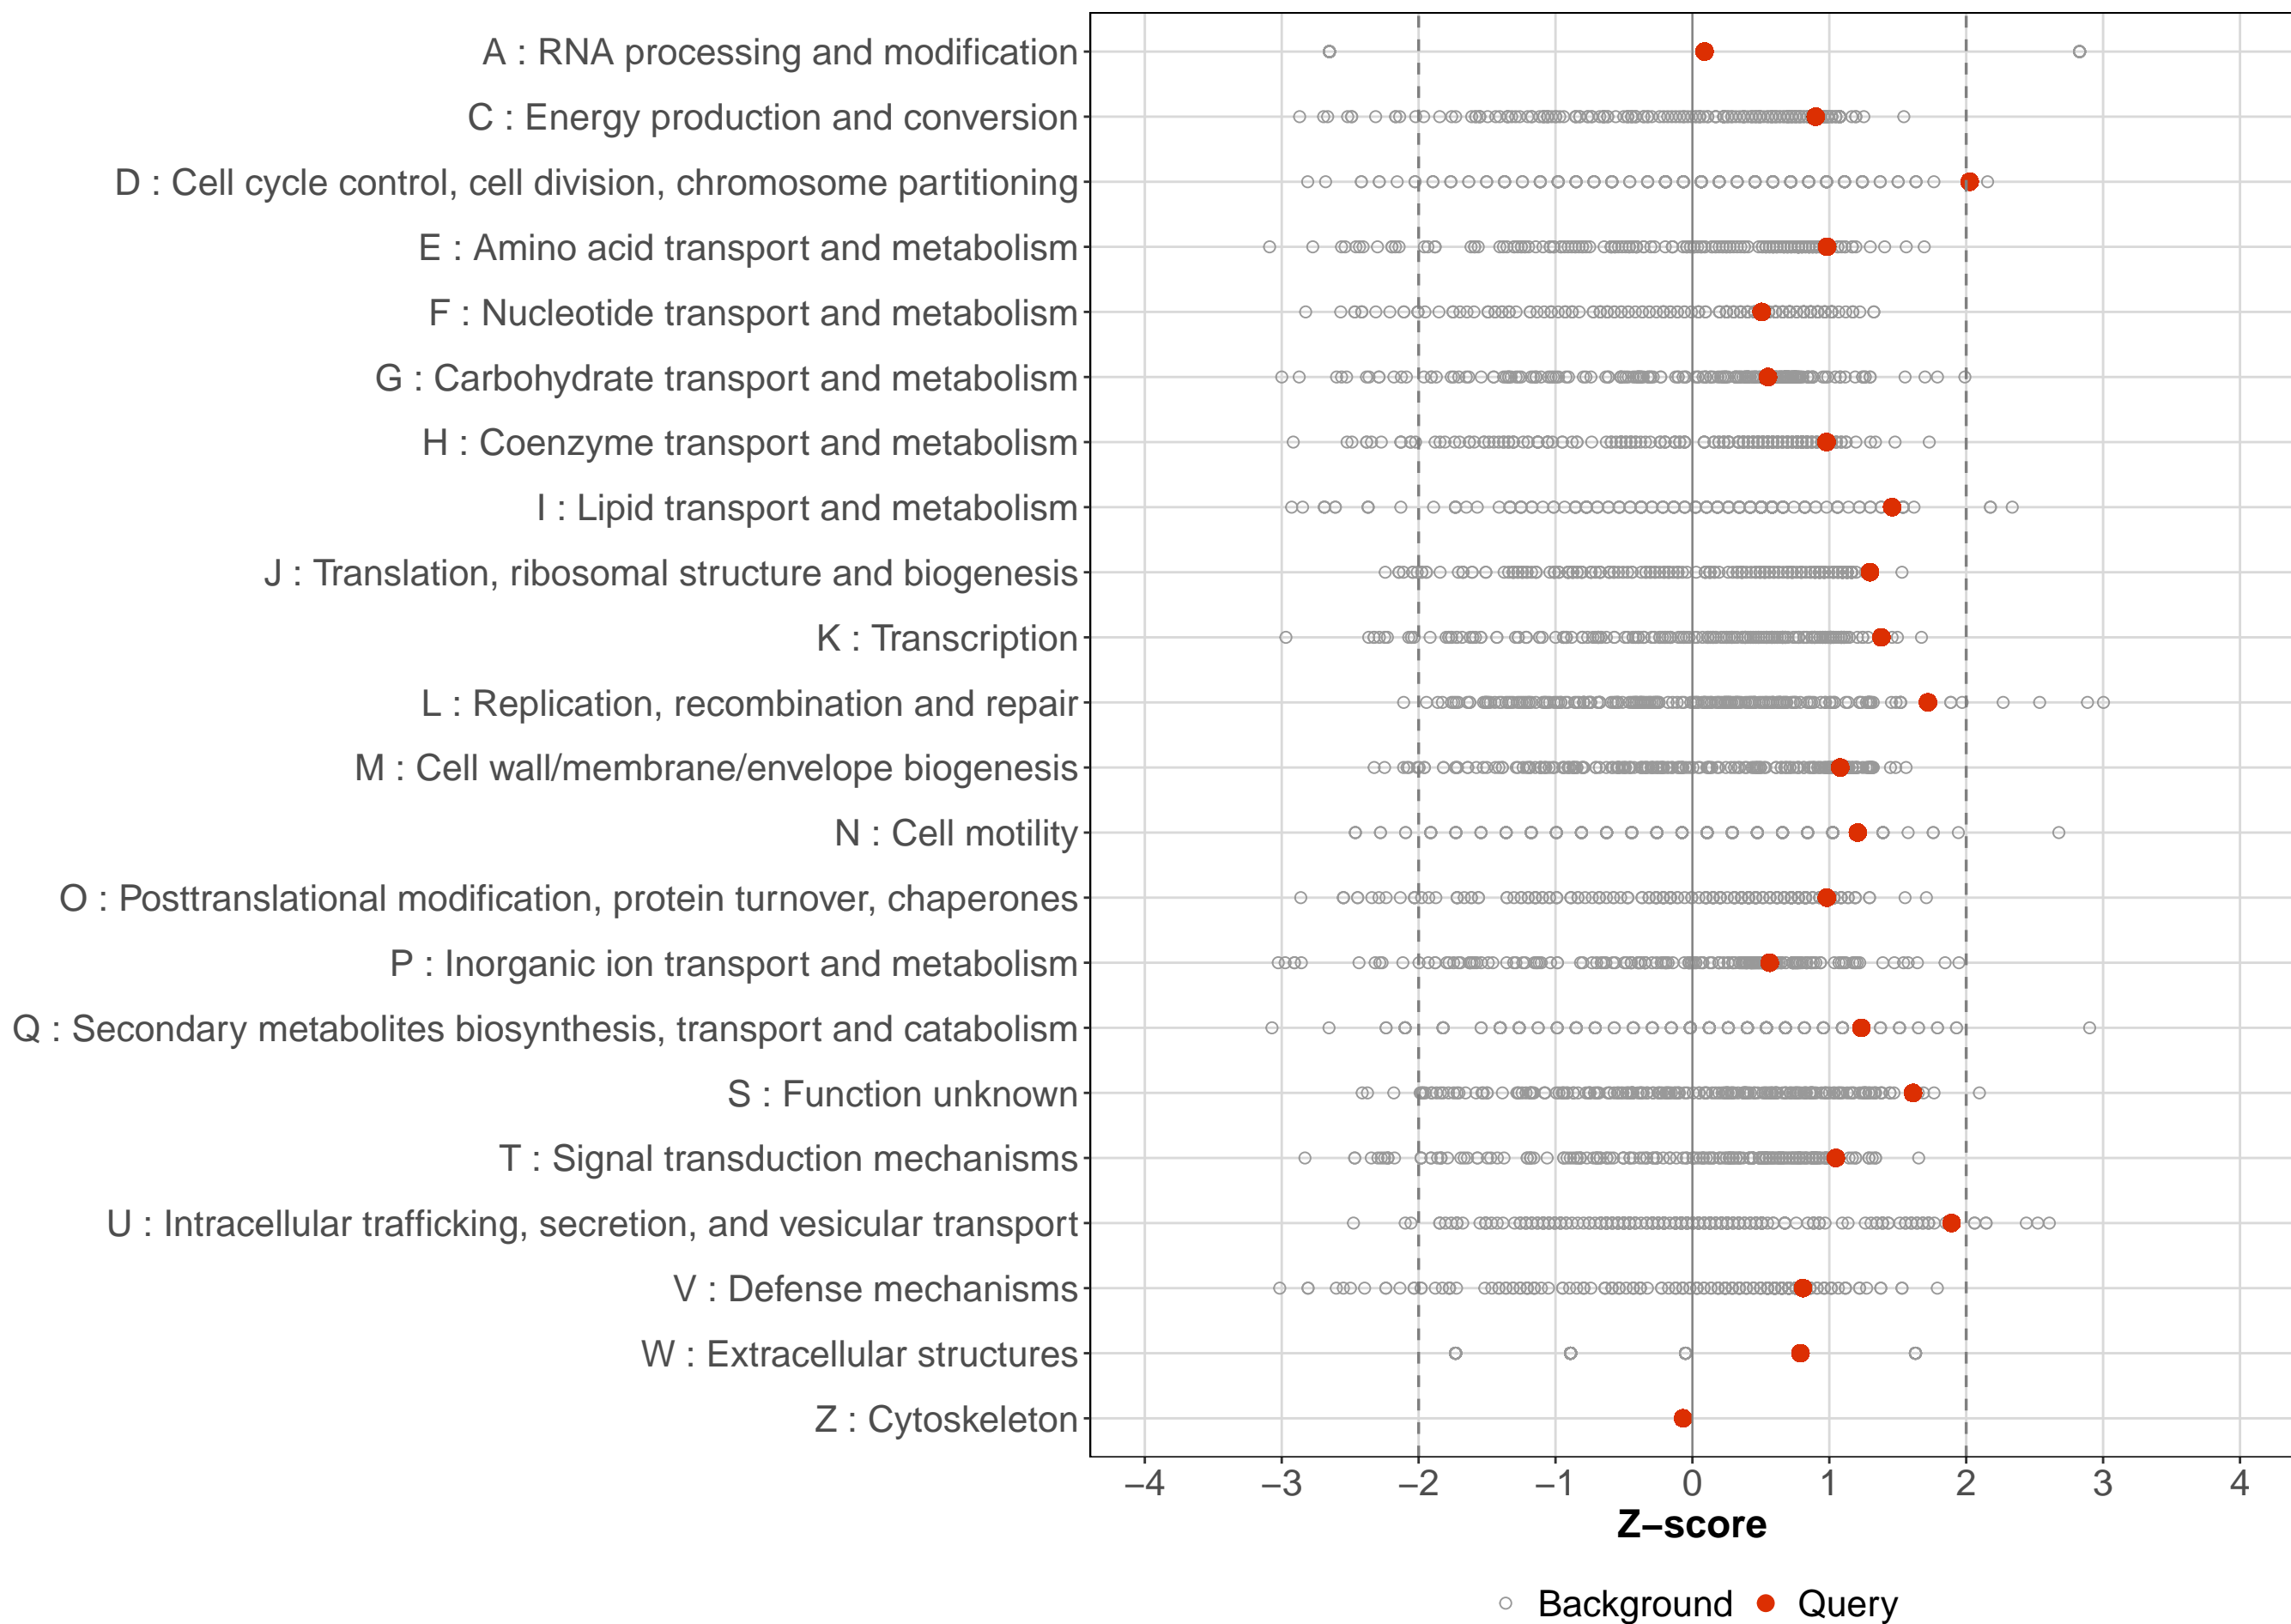 A : RNA processing and modification
C : Energy production and conversion
D : Cell cycle control, cell division, chromosome partitioning
E : Amino acid transport and metabolism
F : Nucleotide transport and metabolism
G : Carbohydrate transport and metabolism
H : Coenzyme transport and metabolism
I : Lipid transport and metabolism
J : Translation, ribosomal structure and biogenesis
K : Transcription
L : Replication, recombination and repair
M : Cell wall/membrane/envelope biogenesis
N : Cell motility
O : Posttranslational modification, protein turnover, chaperones
P : Inorganic ion transport and metabolism
Q : Secondary metabolites biosynthesis, transport and catabolism
S : Function unknown
T : Signal transduction mechanisms
U : Intracellular trafficking, secretion, and vesicular transport
V : Defense mechanisms
W : Extracellular structures
Z : Cytoskeleton
−4 −3 −2 −1 0 1 2 3 4
Z−score
Background Query